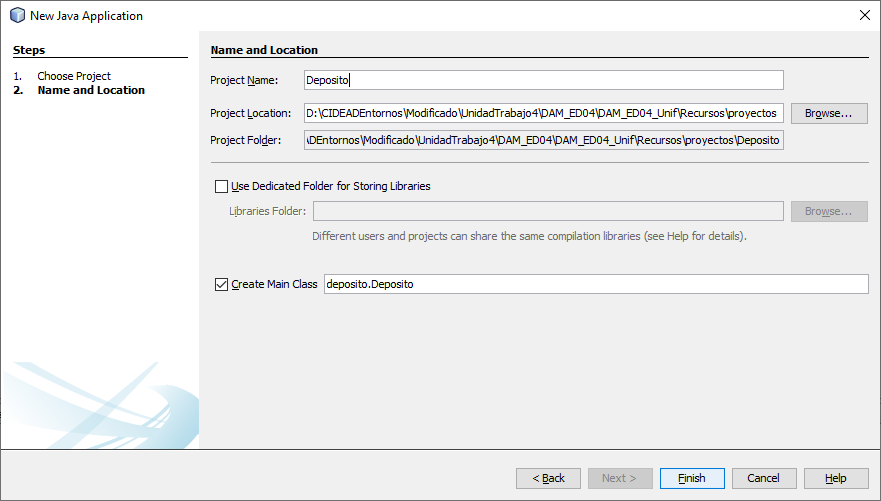 New Java Application
Steps
1. Choose Project
2. Name and Location
Name and Location
Project Name: Deposito
Project Location: D:\CIDEADEntornos\Modificado\UnidadTrabajo4\DAM_ED04\DAM_ED04_Unif\Recursos\proyectos Browse...
Project Folder: \DEntornos\Modificado\UnidadTrabajo4\DAM_ED04\DAM_ED04_Unif\Recursos\proyectos\Deposito
Use Dedicated Folder for Storing Libraries
Libraries Folder: Browse...
Different users and projects can share the same compilation libraries (see Help for details).
Create Main Class deposito.Deposito
< Back Next > Finish Cancel Help